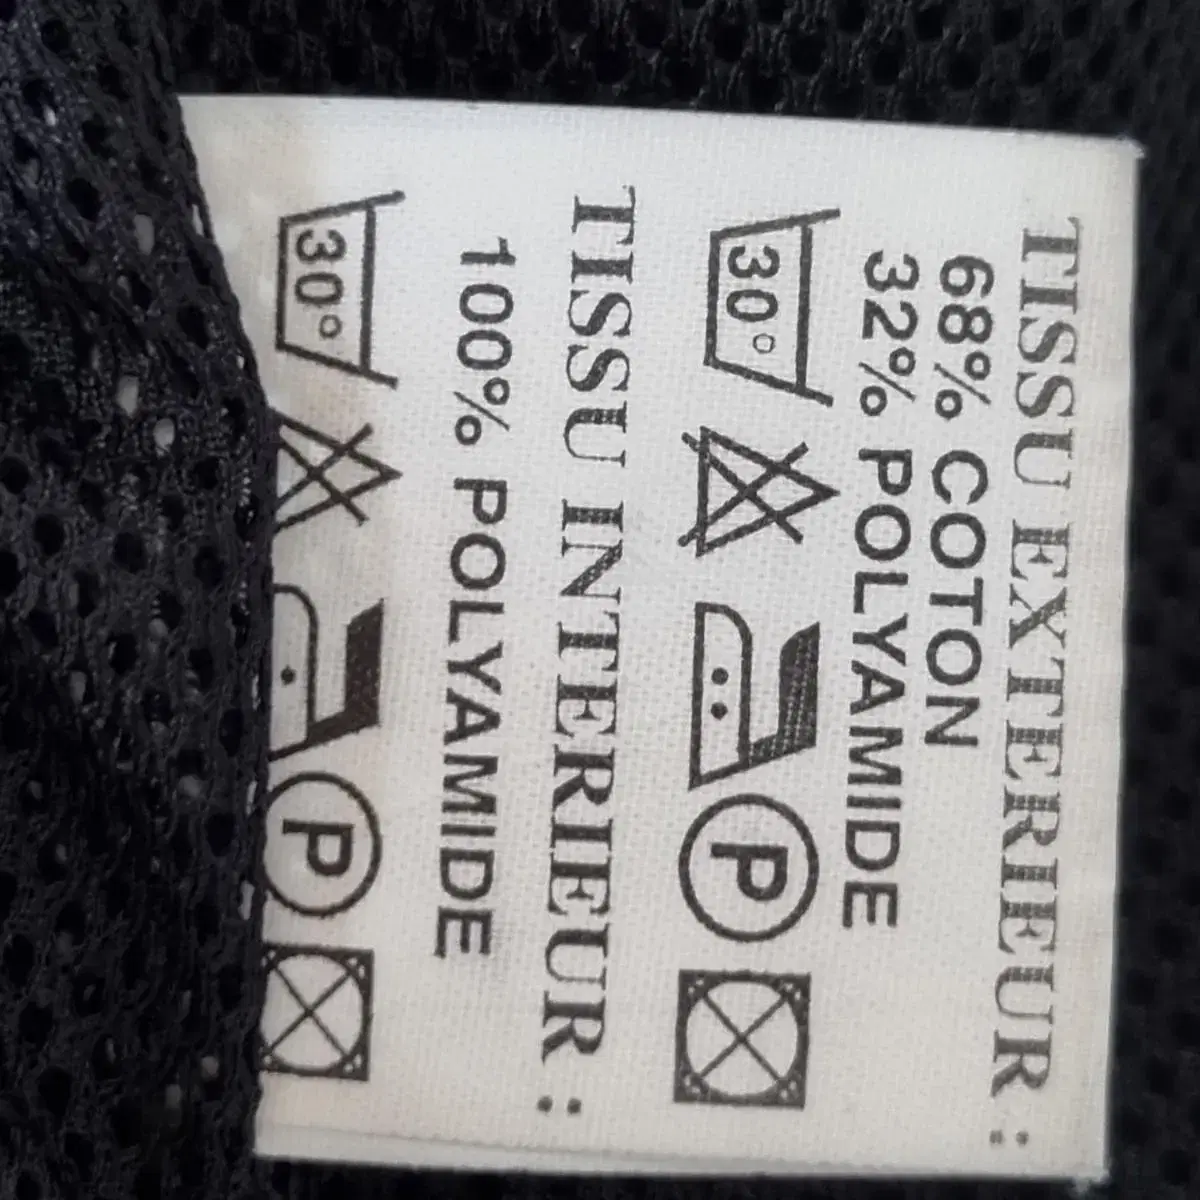 TISSU EXTERIEUR :
68% COTON
32% POLYAMIDE
30°
P
TISSU INTERIEUR :
100% POLYAMIDE
30°
P